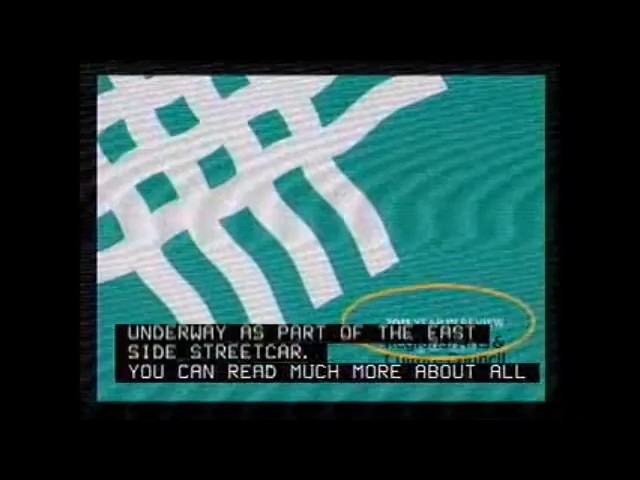 2011 YEAR IN REVIEW
UNDERWAY AS PART OF THE EAST
SIDE STREETCAR.
YOU CAN READ MUCH MORE ABOUT ALL